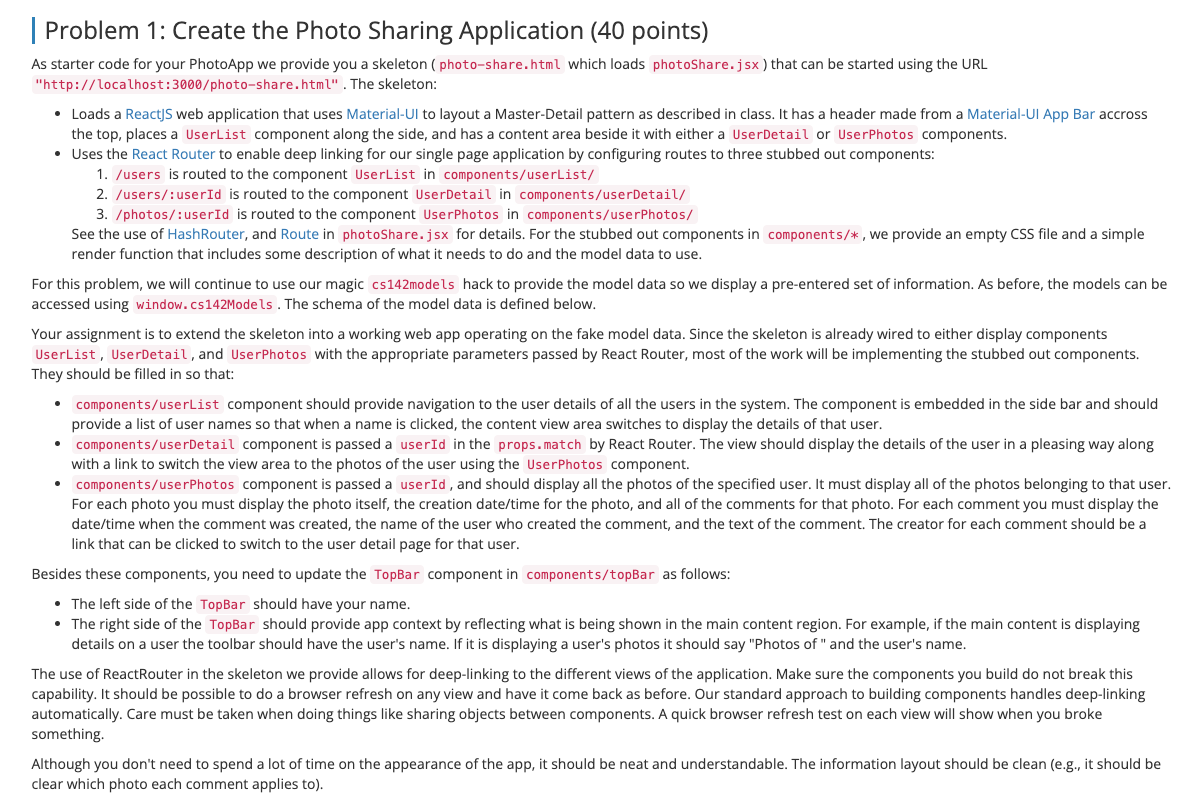 Problem 1: Create the Photo Sharing Application (40 points)
As starter code for your PhotoApp we provide you a skeleton ( photo-share.html which loads photoShare.jsx ) that can be started using the URL
"http://localhost:3000/photo-share.html" . The skeleton:
• Loads a ReactJS web application that uses Material-UI to layout a Master-Detail pattern as described in class. It has a header made from a Material-UI App Bar accross
the top, places a UserList component along the side, and has a content area beside it with either a UserDetail or UserPhotos components.
• Uses the React Router to enable deep linking for our single page application by configuring routes to three stubbed out components:
1. /users is routed to the component UserList in components/userList/
2. /users/:userId is routed to the component UserDetail in components/userDetail/
3. /photos/:userId is routed to the component UserPhotos in components/userPhotos/
See the use of HashRouter, and Route in photoShare.jsx for details. For the stubbed out components in components/* , we provide an empty CSS file and a simple
render function that includes some description of what it needs to do and the model data to use.
For this problem, we will continue to use our magic cs142models hack to provide the model data so we display a pre-entered set of information. As before, the models can be
accessed using window.cs142Models . The schema of the model data is defined below.
Your assignment is to extend the skeleton into a working web app operating on the fake model data. Since the skeleton is already wired to either display components
UserList , UserDetail , and UserPhotos with the appropriate parameters passed by React Router, most of the work will be implementing the stubbed out components.
They should be filled in so that:
• components/userList component should provide navigation to the user details of all the users in the system. The component is embedded in the side bar and should
provide a list of user names so that when a name is clicked, the content view area switches to display the details of that user.
• components/userDetail component is passed a userId in the props.match by React Router. The view should display the details of the user in a pleasing way along
with a link to switch the view area to the photos of the user using the UserPhotos component.
• components/userPhotos component is passed a userId , and should display all the photos of the specified user. It must display all of the photos belonging to that user.
For each photo you must display the photo itself, the creation date/time for the photo, and all of the comments for that photo. For each comment you must display the
date/time when the comment was created, the name of the user who created the comment, and the text of the comment. The creator for each comment should be a
link that can be clicked to switch to the user detail page for that user.
Besides these components, you need to update the TopBar component in components/topBar as follows:
• The left side of the TopBar should have your name.
• The right side of the TopBar should provide app context by reflecting what is being shown in the main content region. For example, if the main content is displaying
details on a user the toolbar should have the user's name. If it is displaying a user's photos it should say "Photos of " and the user's name.
The use of ReactRouter in the skeleton we provide allows for deep-linking to the different views of the application. Make sure the components you build do not break this
capability. It should be possible to do a browser refresh on any view and have it come back as before. Our standard approach to building components handles deep-linking
automatically. Care must be taken when doing things like sharing objects between components. A quick browser refresh test on each view will show when you broke
something.
Although you don't need to spend a lot of time on the appearance of the app, it should be neat and understandable. The information layout should be clean (e.g., it should be
clear which photo each comment applies to).